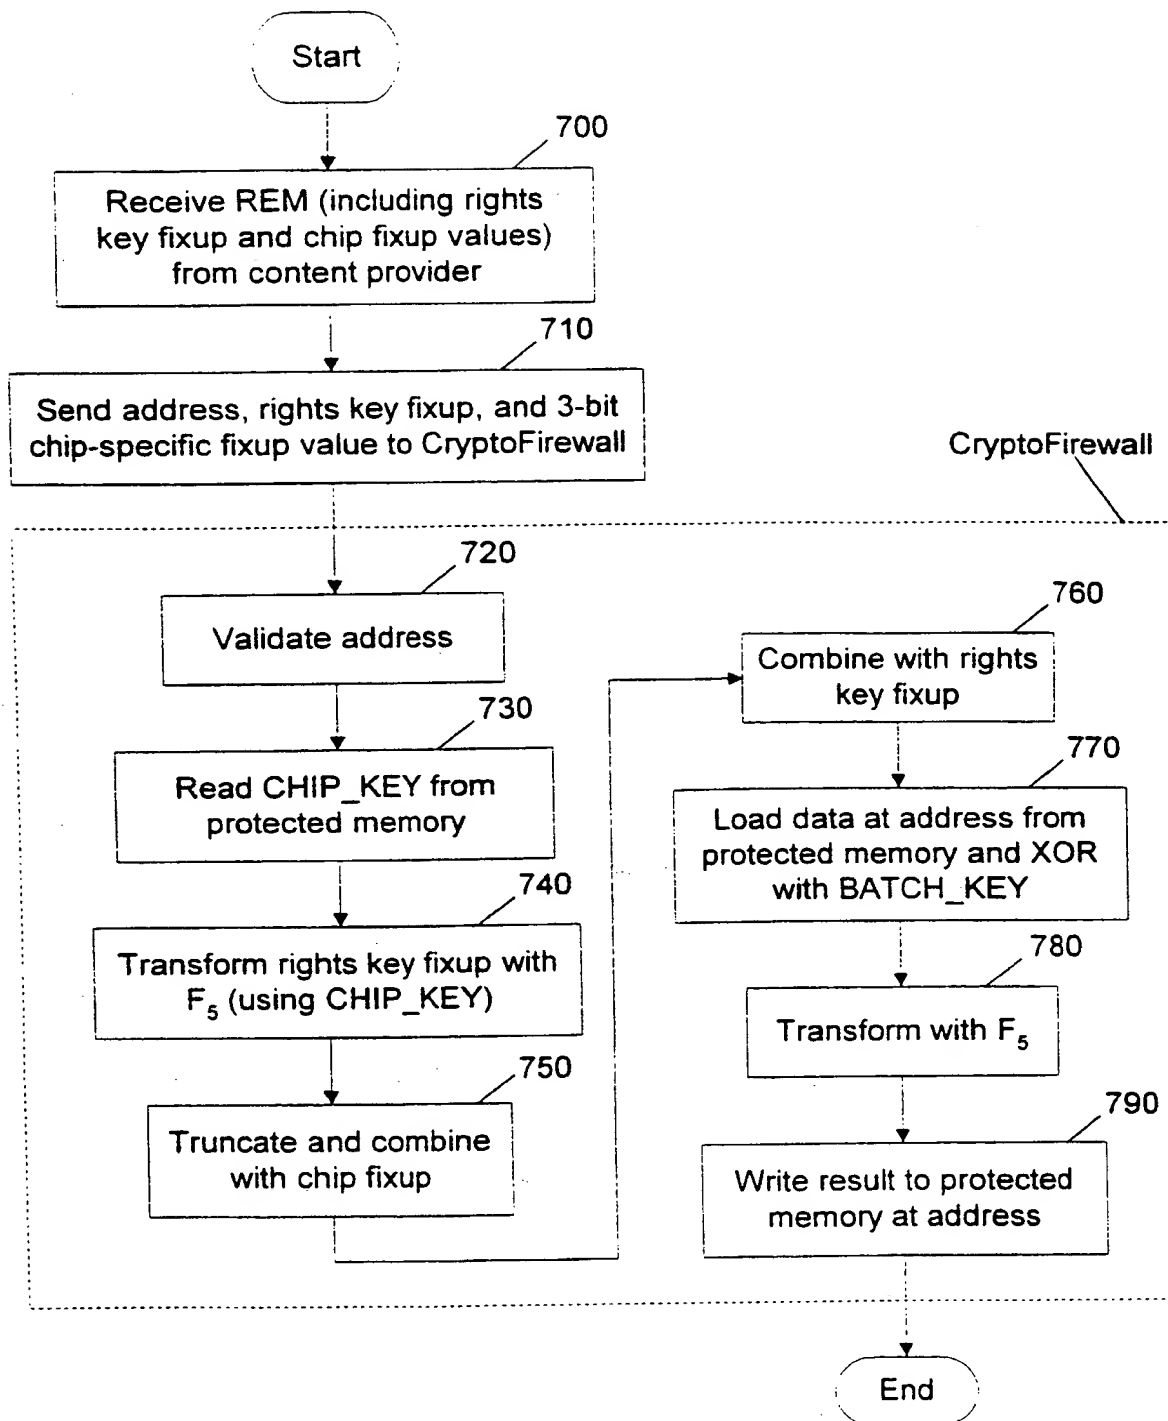 Start
700
Receive REM (including rights
key fixup and chip fixup values)
from content provider
710
Send address, rights key fixup, and 3-bit
chip-specific fixup value to CryptoFirewall
CryptoFirewall
720
Validate address
730
Read CHIP_KEY from
protected memory
740
Transform rights key fixup with
F5 (using CHIP_KEY)
750
Truncate and combine
with chip fixup
760
Combine with rights
key fixup
770
Load data at address from
protected memory and XOR
with BATCH_KEY
780
Transform with F5
790
Write result to protected
memory at address
End